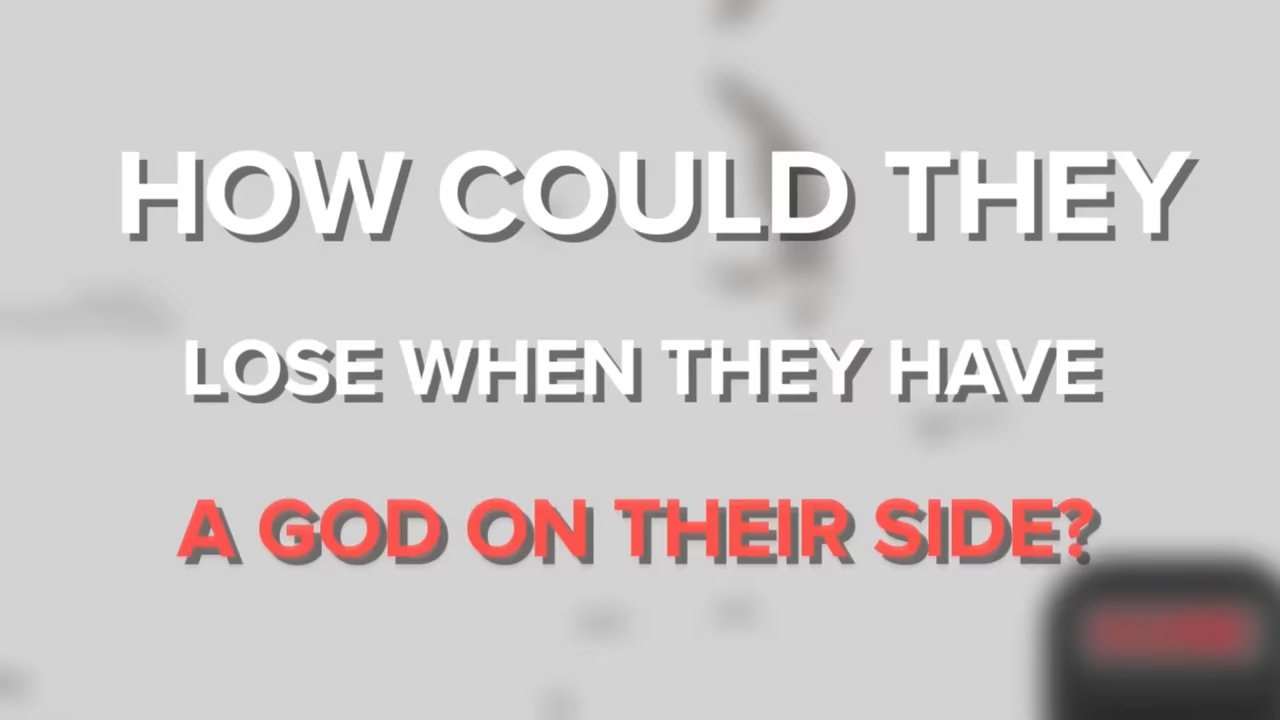 HOW COULD THEY
LOSE WHEN THEY HAVE
A GOD ON THEIR SIDE?